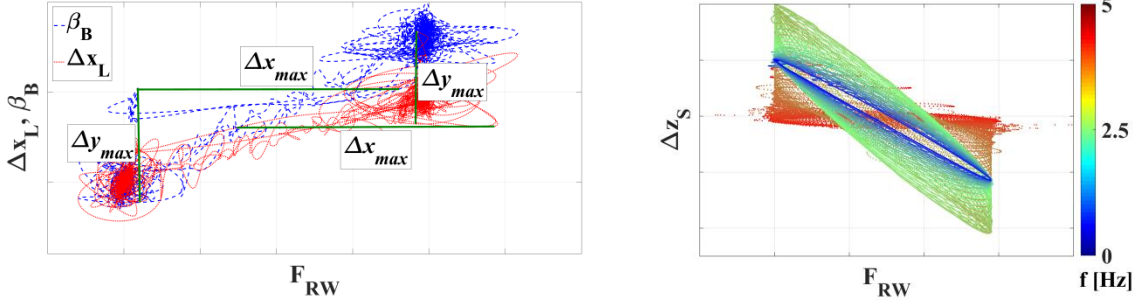 β_B
Δx_L
Δx_max
Δy_max
Δy_max
Δx_max
Δx_L, β_B
F_RW
Δz_S
F_RW
5
2.5
0
f [Hz]